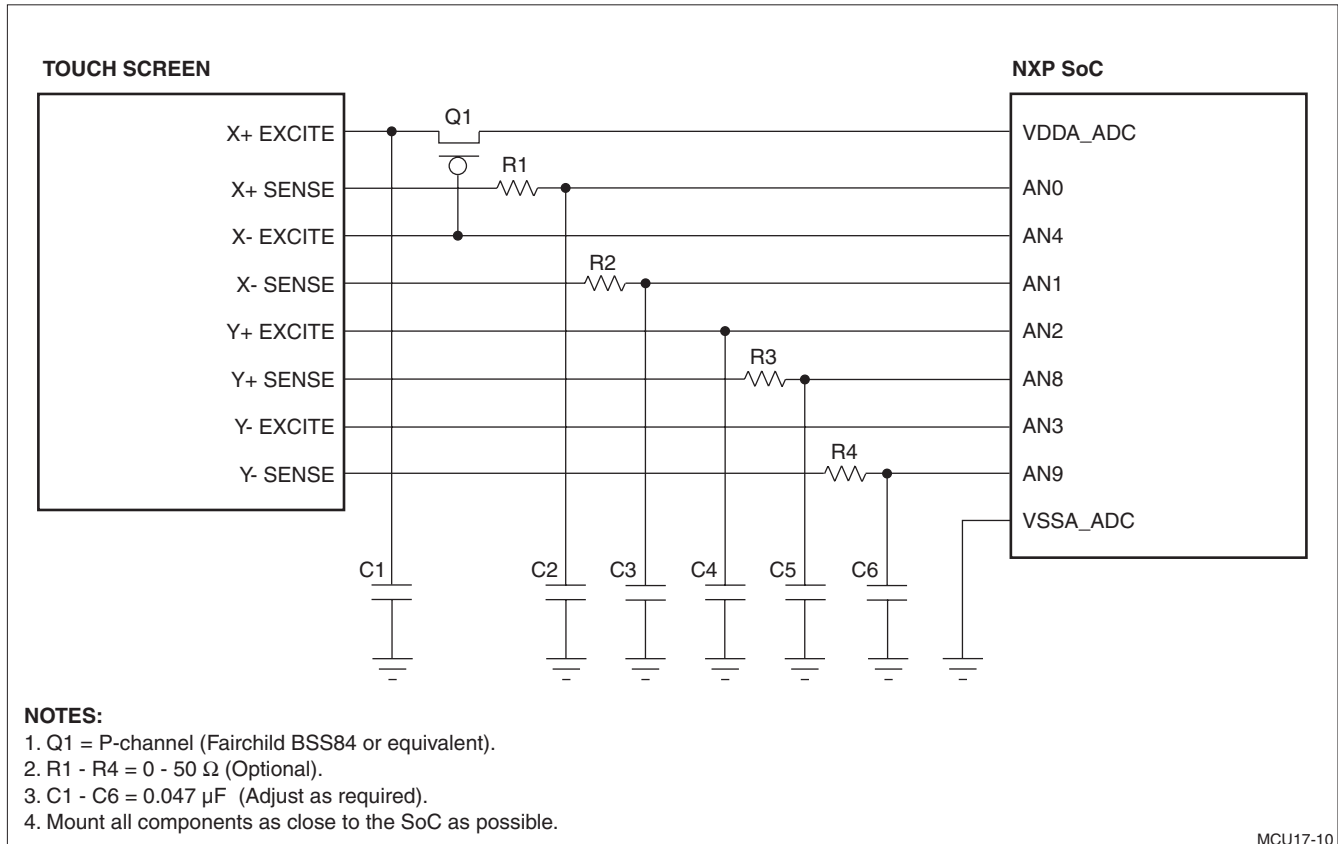 TOUCH SCREEN
NXP SoC
X+ EXCITE
Q1
VDDA_ADC
X+ SENSE
R1
AN0
X- EXCITE
AN4
X- SENSE
R2
AN1
Y+ EXCITE
AN2
Y+ SENSE
R3
AN8
Y- EXCITE
AN3
Y- SENSE
R4
AN9
VSSA_ADC
C1
C2
C3
C4
C5
C6
NOTES:
1. Q1 = P-channel (Fairchild BSS84 or equivalent).
2. R1 - R4 = 0 - 50 Ω (Optional).
3. C1 - C6 = 0.047 µF (Adjust as required).
4. Mount all components as close to the SoC as possible.
MCU17-10